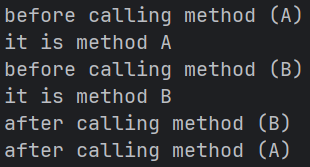 before calling method (A)
it is method A
before calling method (B)
it is method B
after calling method (B)
after calling method (A)